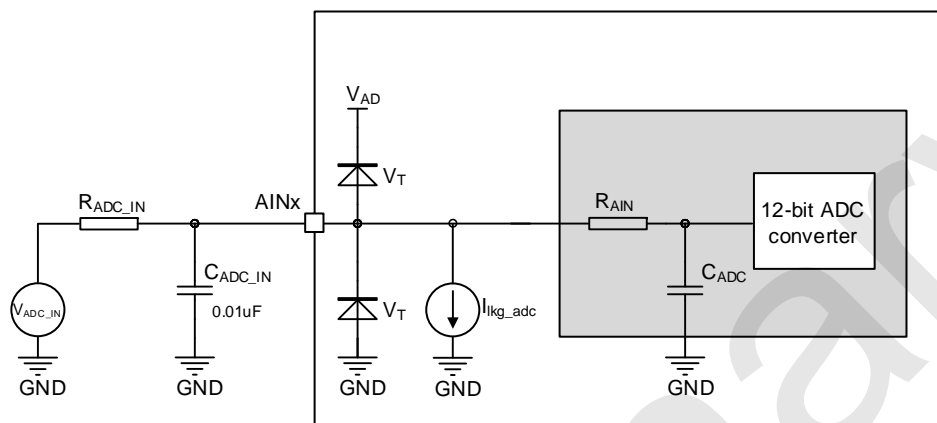 V_AD
V_T
R_ADC_IN
AINx
R_AIN
12-bit ADC
converter
C_ADC_IN
0.01uF
V_ADC_IN
V_T
I_lkg_adc
C_ADC
GND
GND
GND
GND
GND